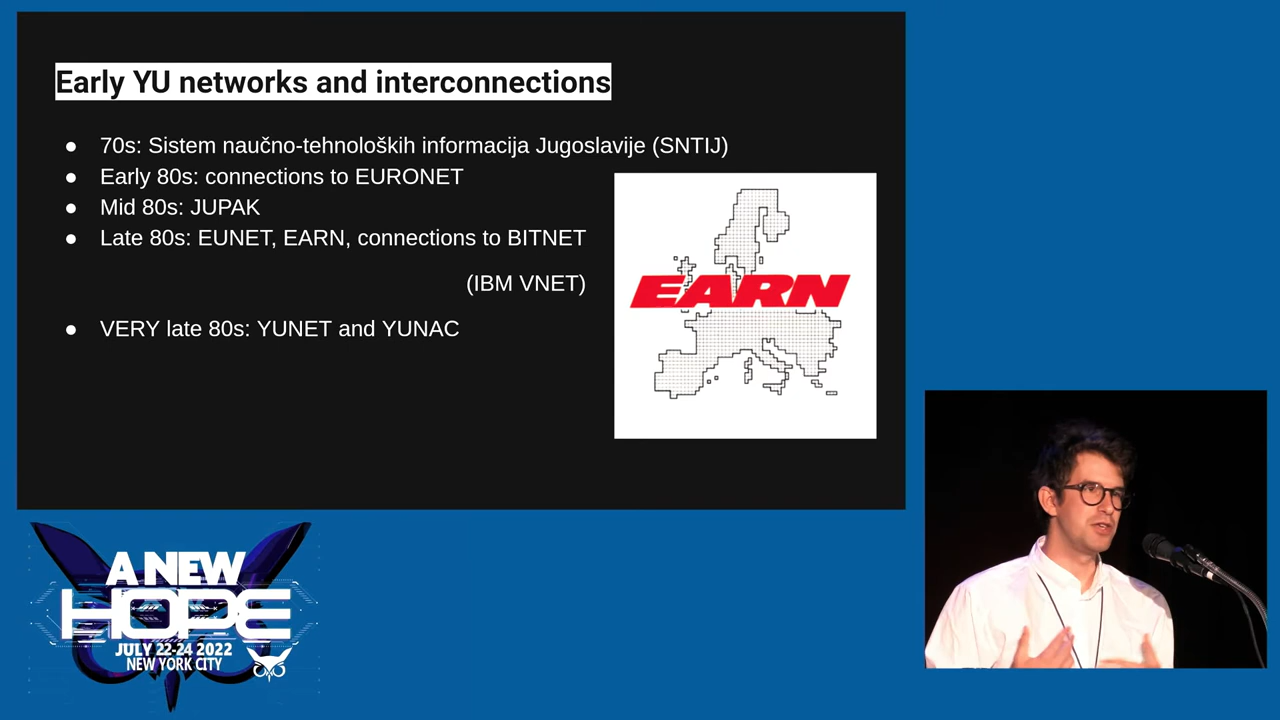 Early YU networks and interconnections
● 70s: Sistem naučno-tehnoloških informacija Jugoslavije (SNTIJ)
● Early 80s: connections to EURONET
● Mid 80s: JUPAK
● Late 80s: EUNET, EARN, connections to BITNET
(IBM VNET)
● VERY late 80s: YUNET and YUNAC
EARN
A NEW
HOPE
JULY 22-24 2022
NEW YORK CITY